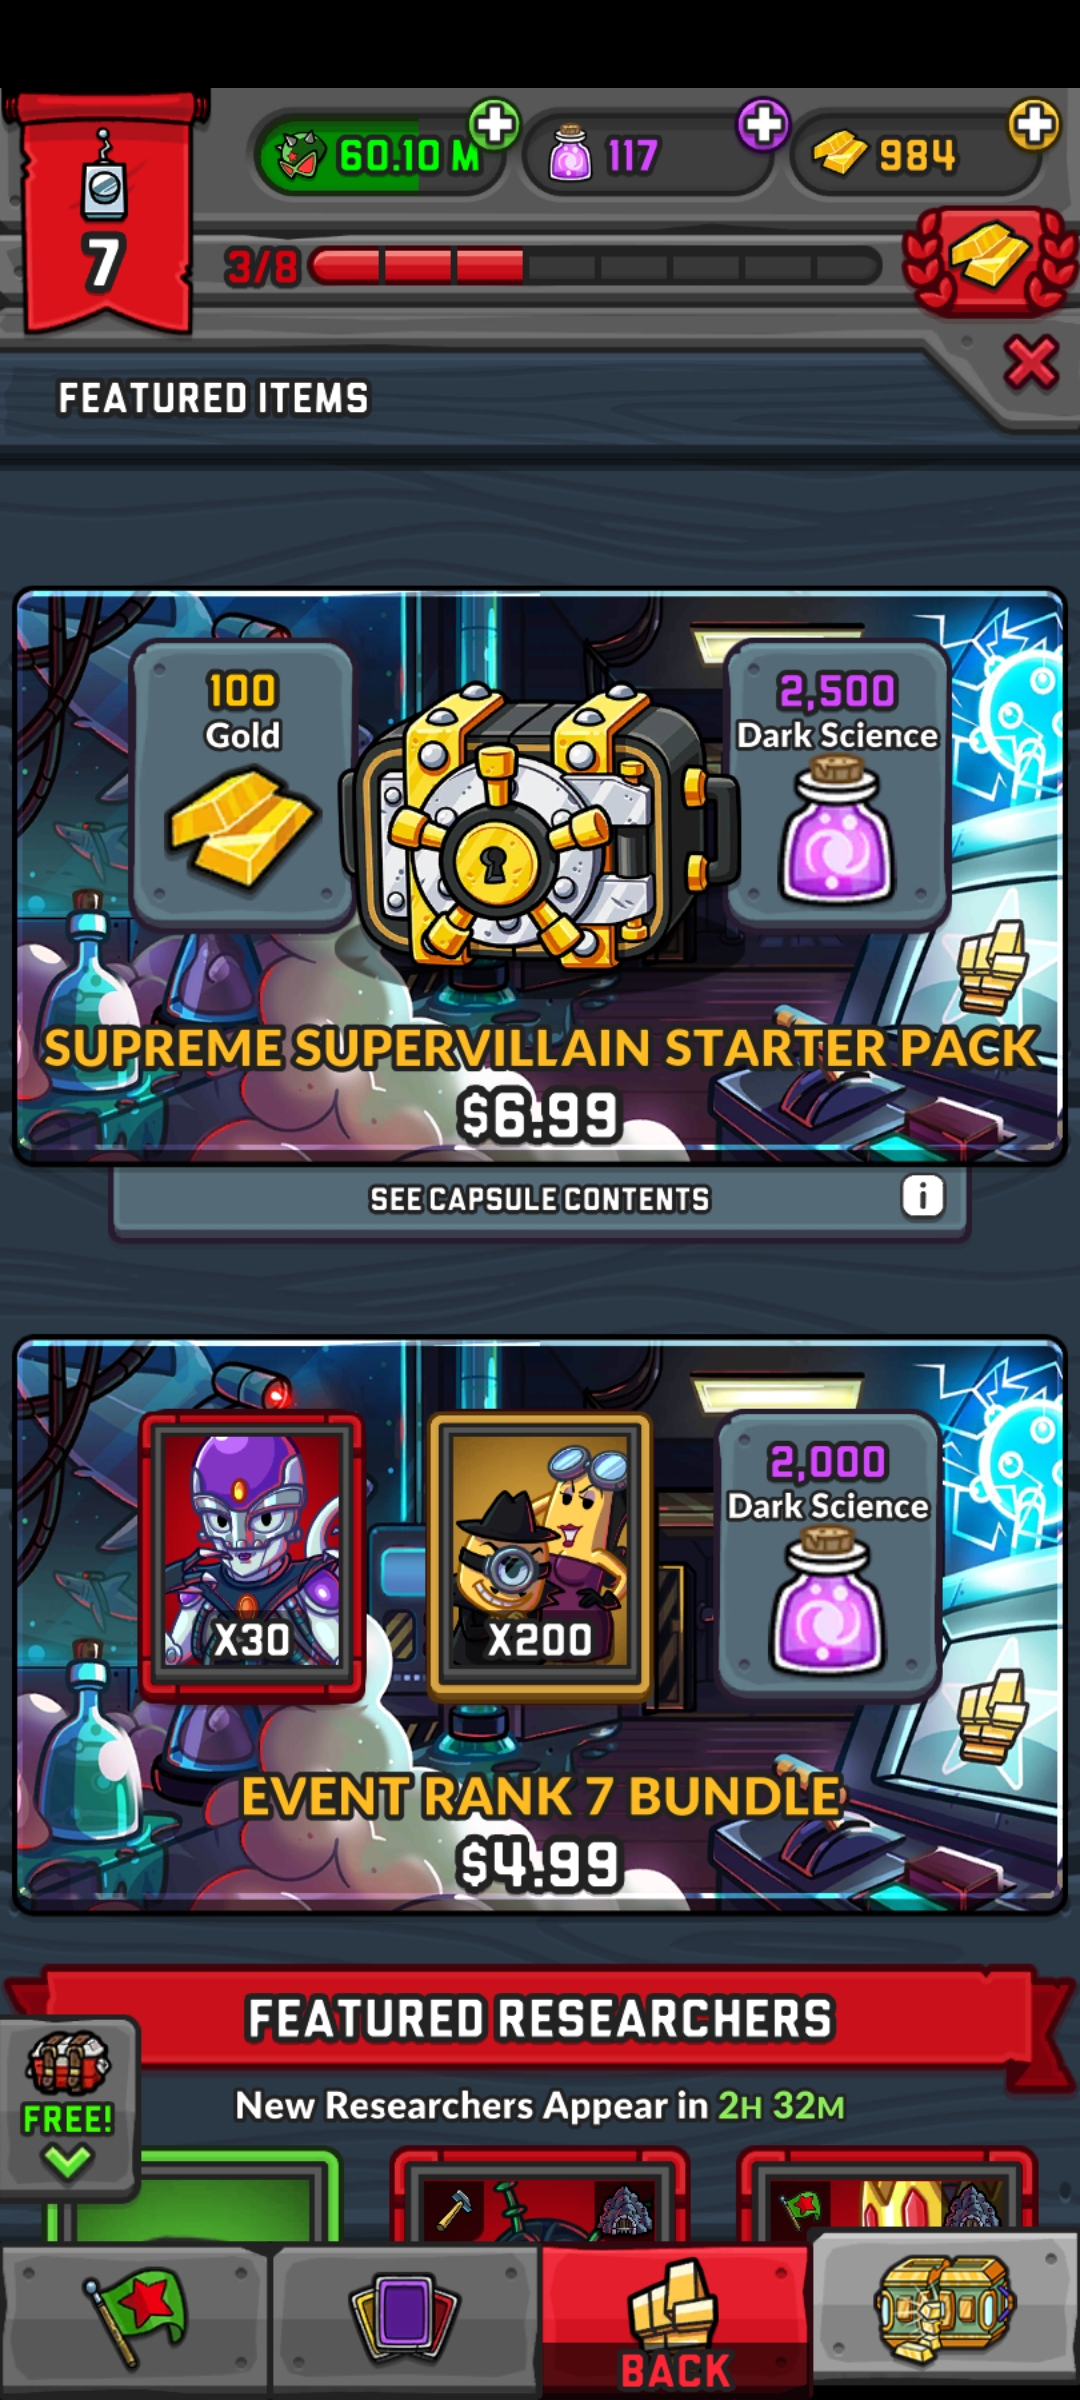 60.10 M
117
984
7
3/8
FEATURED ITEMS
100
Gold
2,500
Dark Science
SUPREME SUPERVILLAIN STARTER PACK
$6.99
SEE CAPSULE CONTENTS
i
X30
X200
2,000
Dark Science
EVENT RANK 7 BUNDLE
$4.99
FEATURED RESEARCHERS
New Researchers Appear in 2H 32M
FREE!
BACK